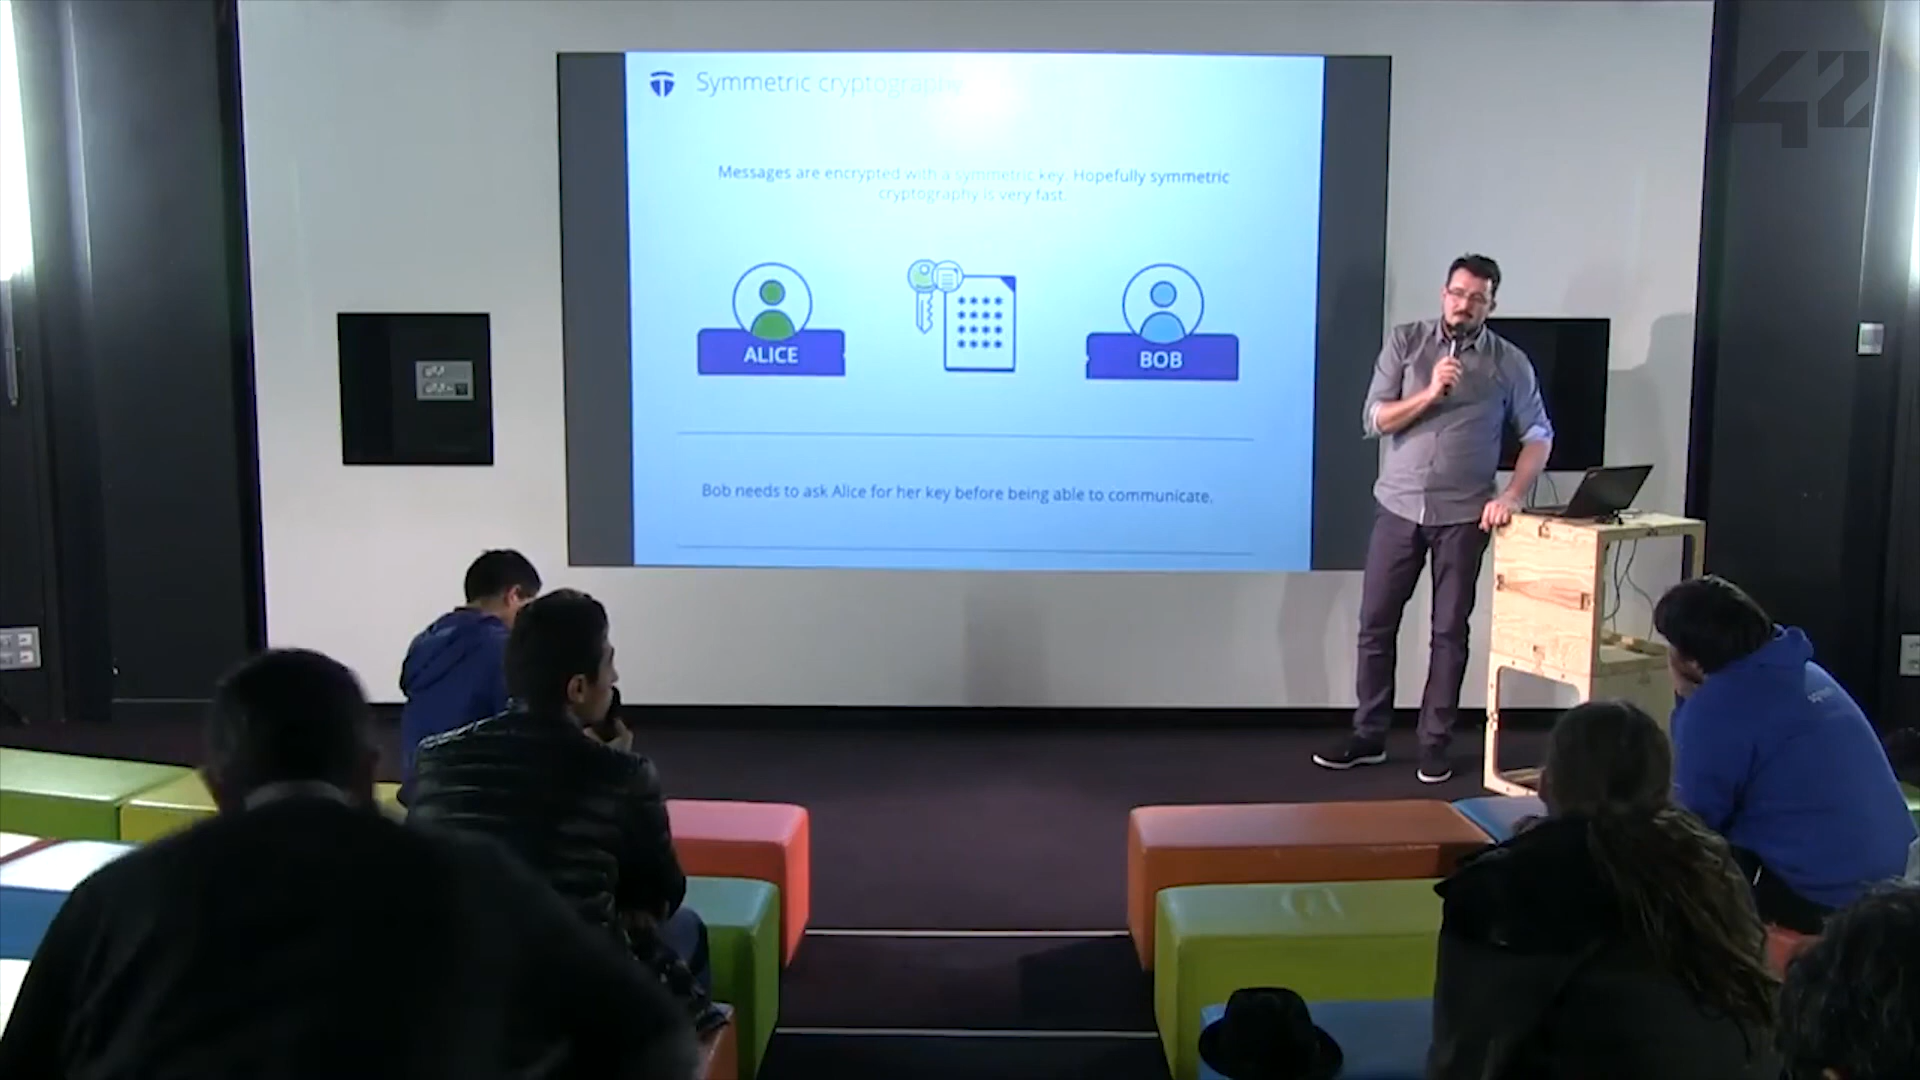 42
Symmetric cryptography
Messages are encrypted with a symmetric key. Hopefully symmetric
cryptography is very fast.
ALICE
BOB
Bob needs to ask Alice for her key before being able to communicate.